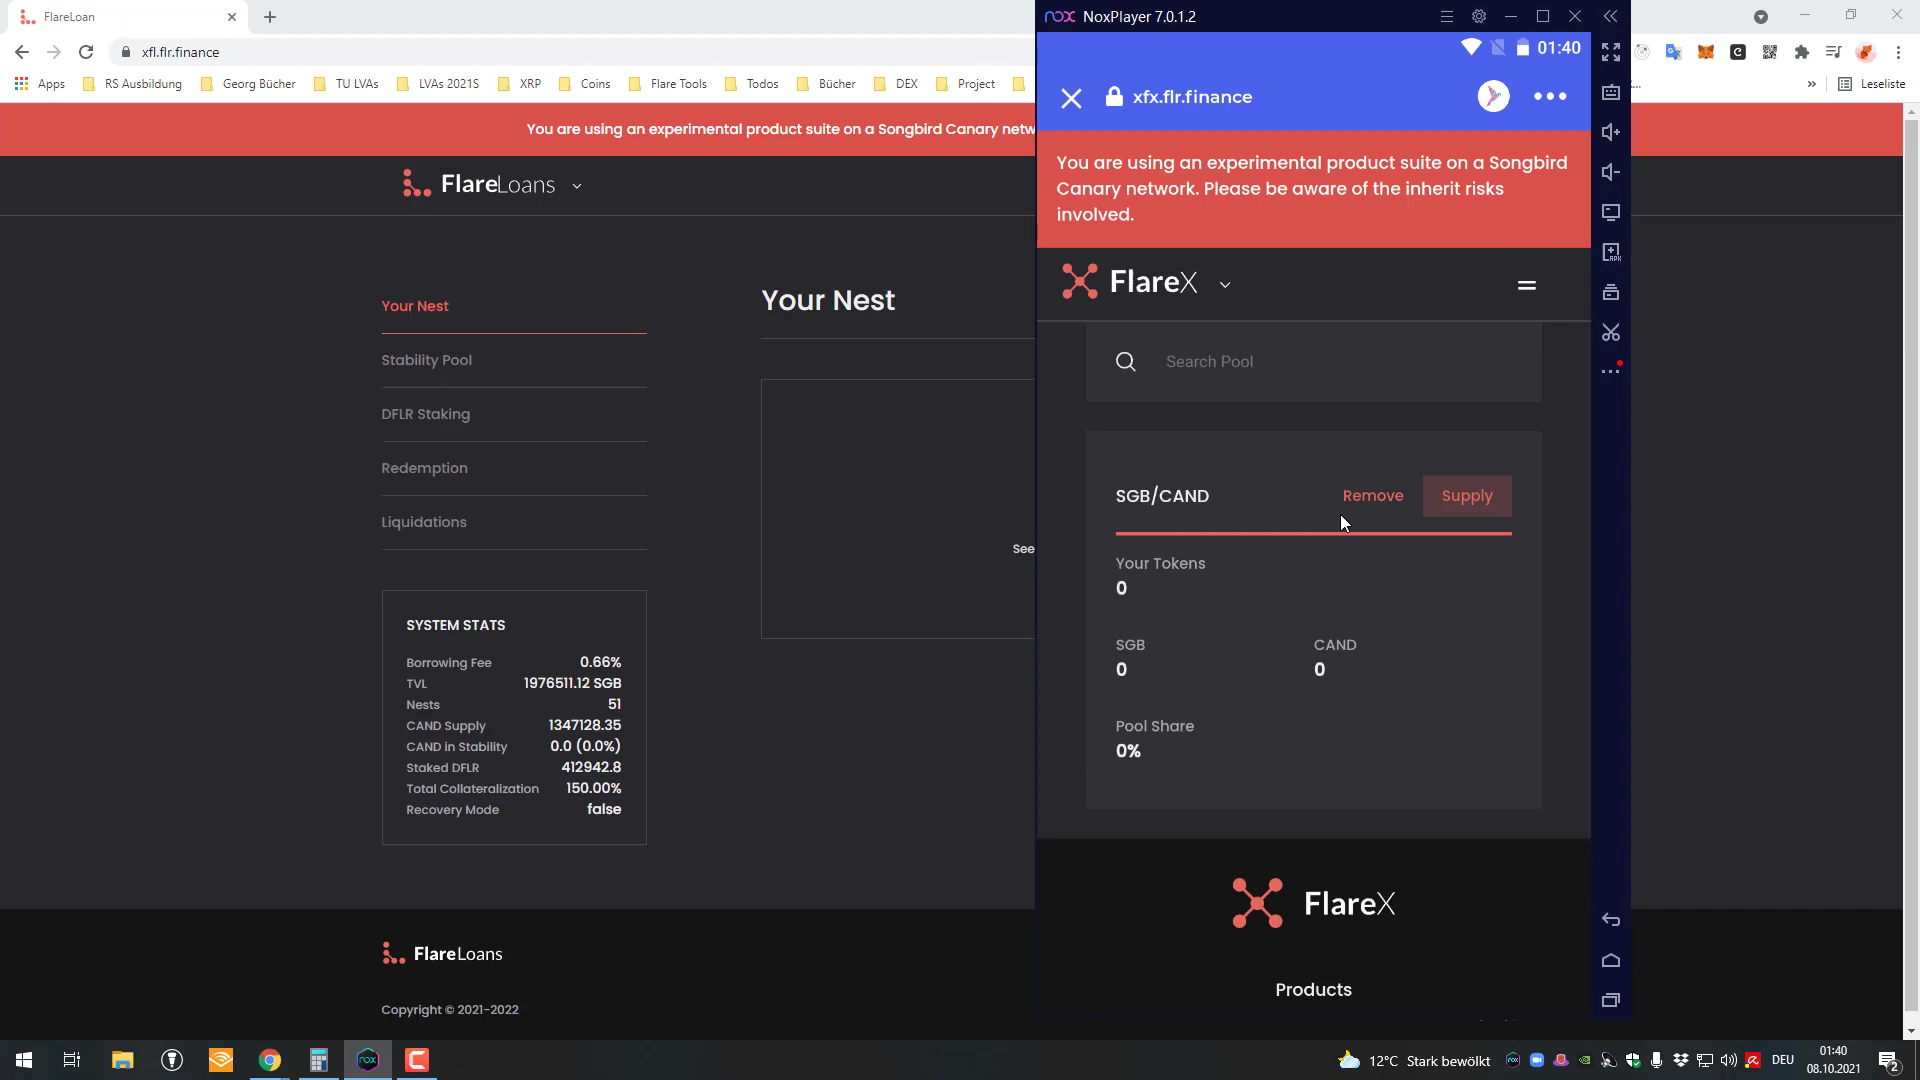 FlareLoan
xfl.flr.finance
Apps
RS Ausbildung
Georg Bücher
TU LVAs
LVAs 2021S
XRP
Coins
Flare Tools
Todos
Bücher
DEX
Project
Leseliste
You are using an experimental product suite on a Songbird Canary netw
FlareLoans
Your Nest
Stability Pool
DFLR Staking
Redemption
Liquidations
SYSTEM STATS
Borrowing Fee 0.66%
TVL 1976511.12 SGB
Nests 51
CAND Supply 1347128.35
CAND in Stability 0.0 (0.0%)
Staked DFLR 412942.8
Total Collateralization 150.00%
Recovery Mode false
Your Nest
See
FlareLoans
Copyright © 2021-2022
nox NoxPlayer 7.0.1.2
01:40
xfx.flr.finance
You are using an experimental product suite on a Songbird
Canary network. Please be aware of the inherit risks
involved.
FlareX
Search Pool
SGB/CAND Remove Supply
Your Tokens
0
SGB CAND
0 0
Pool Share
0%
FlareX
Products
12°C Stark bewölkt
DEU
01:40
08.10.2021
2